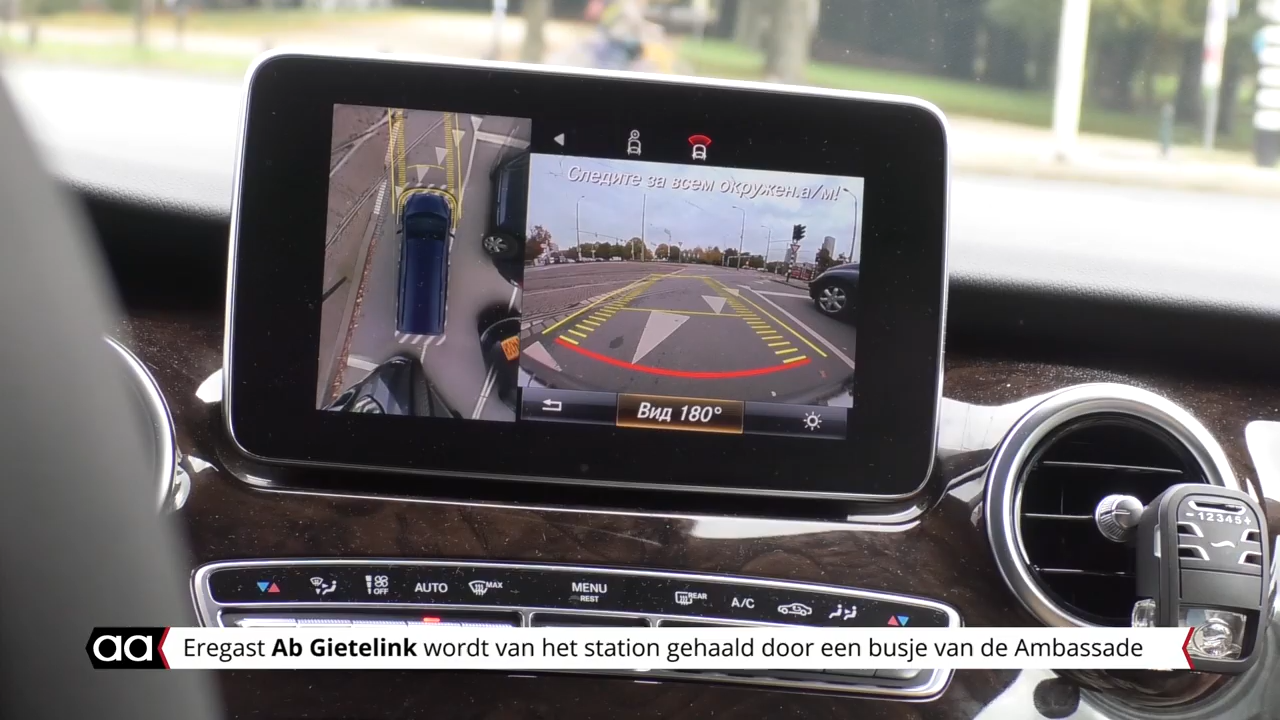 Следите за всем окружен.а/м!
Вид 180°
OFF
AUTO
MAX
MENU
REST
REAR
A/C
-12345+
aa
Eregast Ab Gietelink wordt van het station gehaald door een busje van de Ambassade